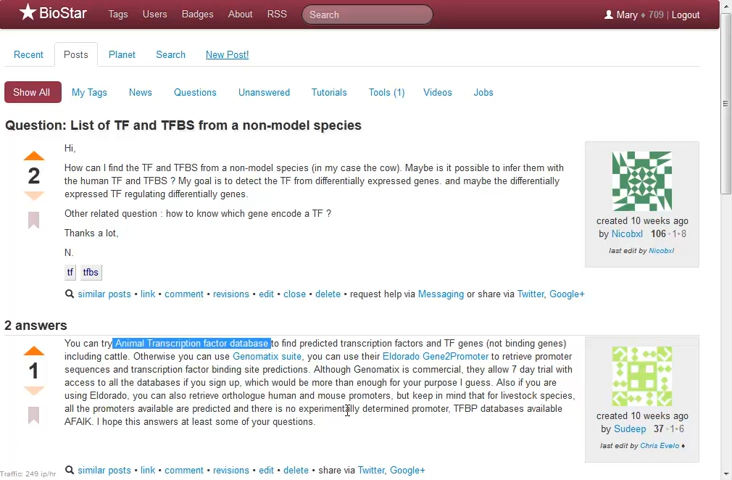 BioStar Tags Users Badges About RSS Search Mary ♦ 709 | Logout
Recent Posts Planet Search New Post!
Show All My Tags News Questions Unanswered Tutorials Tools (1) Videos Jobs
Question: List of TF and TFBS from a non-model species
2
Hi,
How can I find the TF and TFBS from a non-model species (in my case the cow). Maybe is it possible to infer them with
the human TF and TFBS ? My goal is to detect the TF from differentially expressed genes. and maybe the differentially
expressed TF regulating differentially genes.
Other related question : how to know which gene encode a TF ?
Thanks a lot,
N.
tf tfbs
created 10 weeks ago
by Nicobxl 106 •1•8
last edit by Nicobxl
similar posts • link • comment • revisions • edit • close • delete • request help via Messaging or share via Twitter, Google+
2 answers
1
You can try Animal Transcription factor database to find predicted transcription factors and TF genes (not binding genes)
including cattle. Otherwise you can use Genomatix suite, you can use their Eldorado Gene2Promoter to retrieve promoter
sequences and transcription factor binding site predictions. Although Genomatix is commercial, they allow 7 day trial with
access to all the databases if you sign up, which would be more than enough for your purpose I guess. Also if you are
using Eldorado, you can also retrieve orthologue human and mouse promoters, but keep in mind that for livestock species,
all the promoters available are predicted and there is no experimentally determined promoter, TFBP databases available
AFAIK. I hope this answers at least some of your questions.
created 10 weeks ago
by Sudeep 37 •1•6
last edit by Chris Evelo ♦
similar posts • link • comment • revisions • edit • delete • share via Twitter, Google+
Traffic: 249 ip/hr